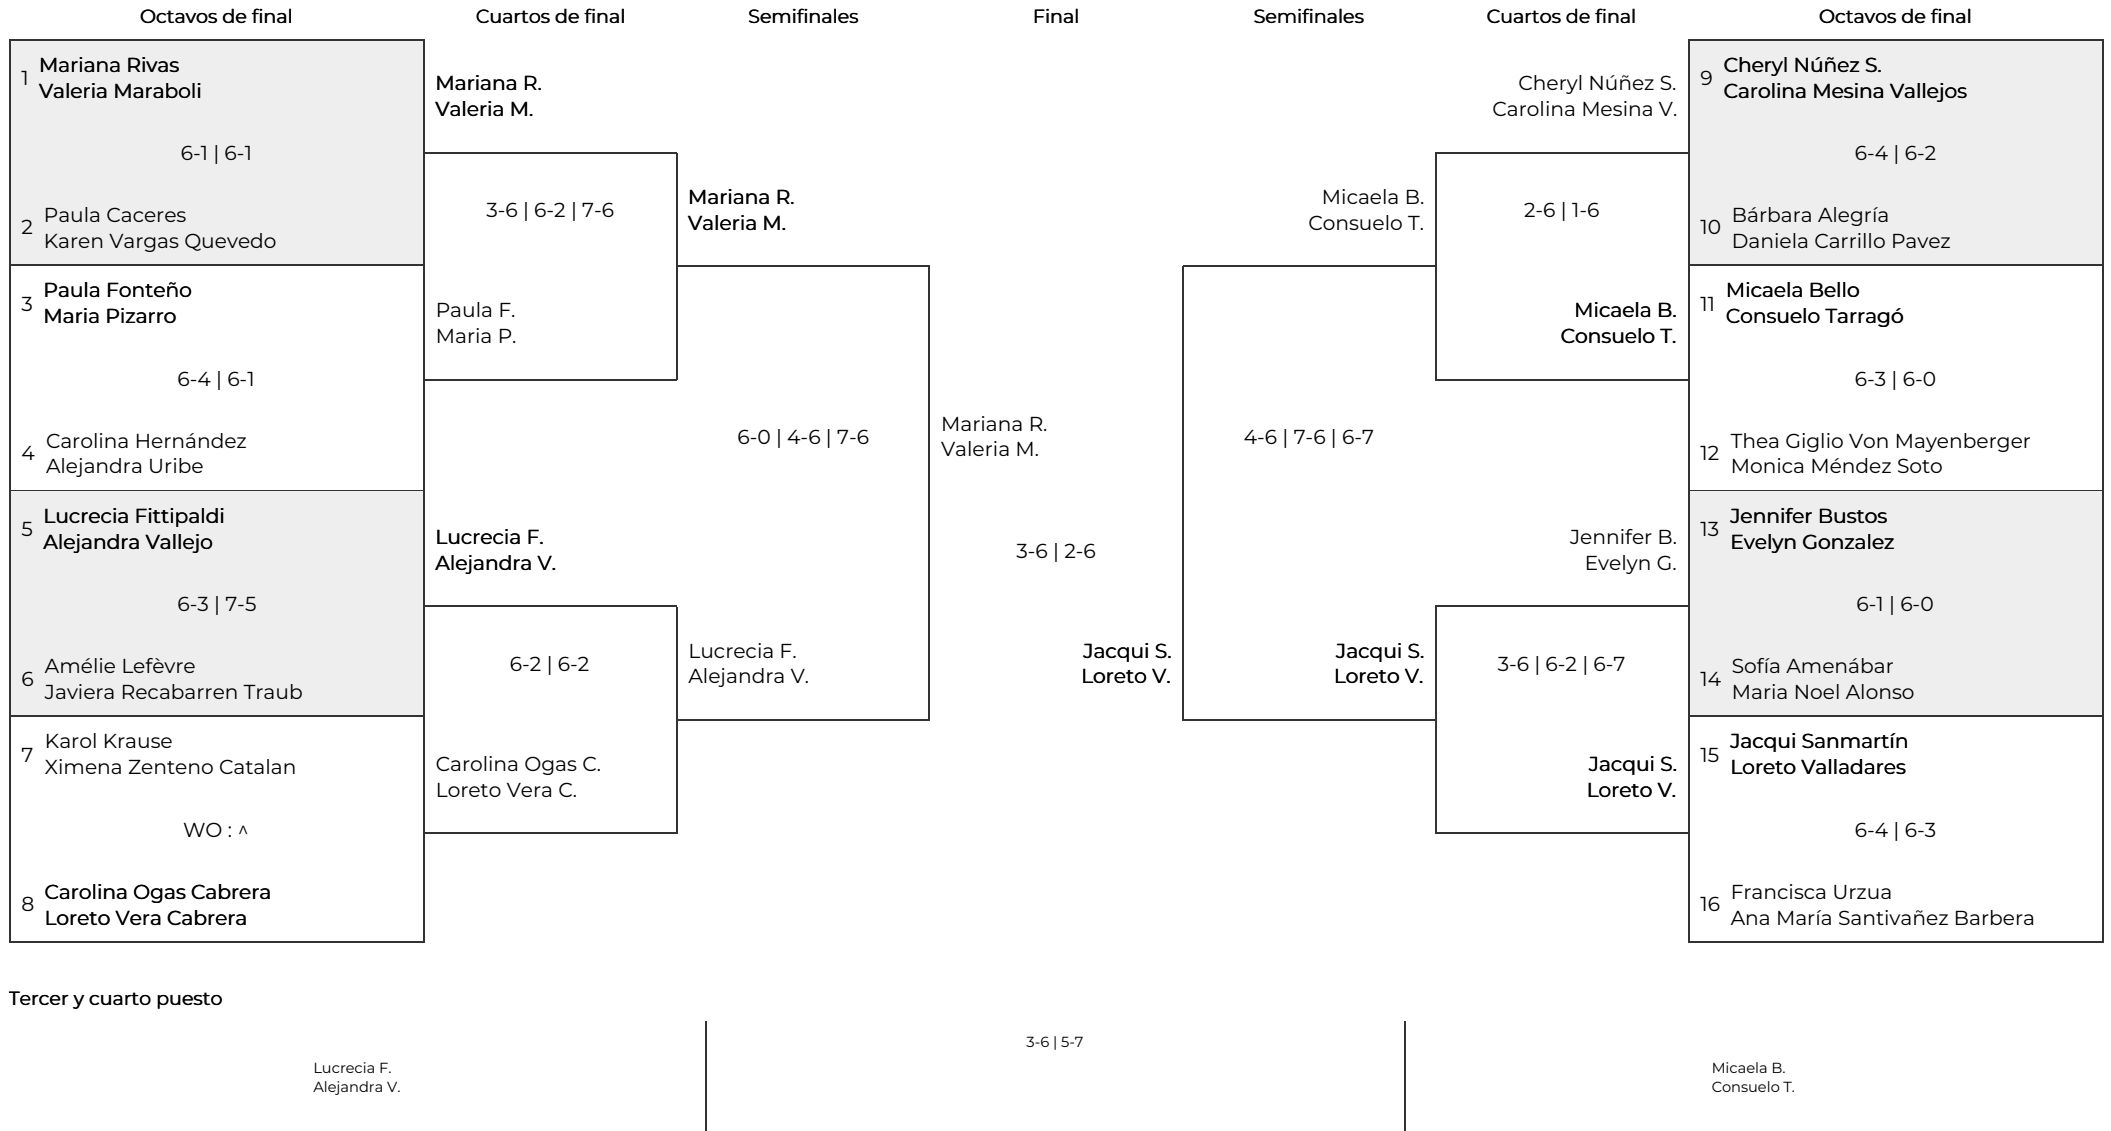 Octavos de final
Cuartos de final
Semifinales
Final
Semifinales
Cuartos de final
Octavos de final
1
Mariana Rivas
Valeria Maraboli
6-1 | 6-1
2
Paula Caceres
Karen Vargas Quevedo
3
Paula Fonteño
Maria Pizarro
6-4 | 6-1
4
Carolina Hernández
Alejandra Uribe
5
Lucrecia Fittipaldi
Alejandra Vallejo
6-3 | 7-5
6
Amélie Lefèvre
Javiera Recabarren Traub
7
Karol Krause
Ximena Zenteno Catalan
WO : ^
8
Carolina Ogas Cabrera
Loreto Vera Cabrera
Mariana R.
Valeria M.
3-6 | 6-2 | 7-6
Paula F.
Maria P.
Lucrecia F.
Alejandra V.
6-2 | 6-2
Carolina Ogas C.
Loreto Vera C.
Mariana R.
Valeria M.
6-0 | 4-6 | 7-6
Lucrecia F.
Alejandra V.
Mariana R.
Valeria M.
3-6 | 2-6
Jacqui S.
Loreto V.
Micaela B.
Consuelo T.
4-6 | 7-6 | 6-7
Jacqui S.
Loreto V.
Cheryl Núñez S.
Carolina Mesina V.
2-6 | 1-6
Micaela B.
Consuelo T.
Jennifer B.
Evelyn G.
3-6 | 6-2 | 6-7
Jacqui S.
Loreto V.
9
Cheryl Núñez S.
Carolina Mesina Vallejos
6-4 | 6-2
10
Bárbara Alegría
Daniela Carrillo Pavez
11
Micaela Bello
Consuelo Tarragó
6-3 | 6-0
12
Thea Giglio Von Mayenberger
Monica Méndez Soto
13
Jennifer Bustos
Evelyn Gonzalez
6-1 | 6-0
14
Sofía Amenábar
Maria Noel Alonso
15
Jacqui Sanmartín
Loreto Valladares
6-4 | 6-3
16
Francisca Urzua
Ana María Santivañez Barbera
Tercer y cuarto puesto
Lucrecia F.
Alejandra V.
3-6 | 5-7
Micaela B.
Consuelo T.